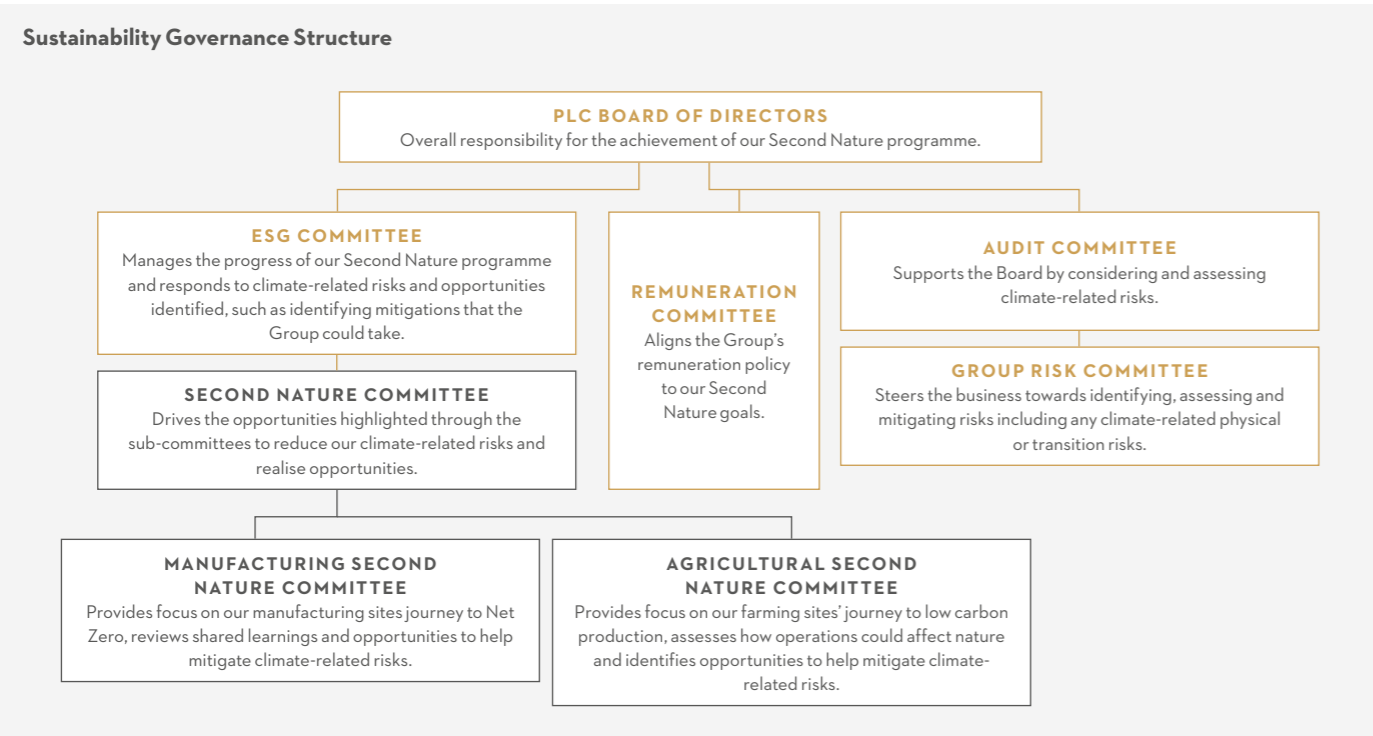 Sustainability Governance Structure
PLC BOARD OF DIRECTORS
Overall responsibility for the achievement of our Second Nature programme.
ESG COMMITTEE
Manages the progress of our Second Nature programme
and responds to climate-related risks and opportunities
identified, such as identifying mitigations that the
Group could take.
REMUNERATION
COMMITTEE
Aligns the Group's
remuneration policy
to our Second
Nature goals.
AUDIT COMMITTEE
Supports the Board by considering and assessing
climate-related risks.
GROUP RISK COMMITTEE
Steers the business towards identifying, assessing and
mitigating risks including any climate-related physical
or transition risks.
SECOND NATURE COMMITTEE
Drives the opportunities highlighted through the
sub-committees to reduce our climate-related risks and
realise opportunities.
MANUFACTURING SECOND
NATURE COMMITTEE
Provides focus on our manufacturing sites journey to Net
Zero, reviews shared learnings and opportunities to help
mitigate climate-related risks.
AGRICULTURAL SECOND
NATURE COMMITTEE
Provides focus on our farming sites' journey to low carbon
production, assesses how operations could affect nature
and identifies opportunities to help mitigate climate-
related risks.